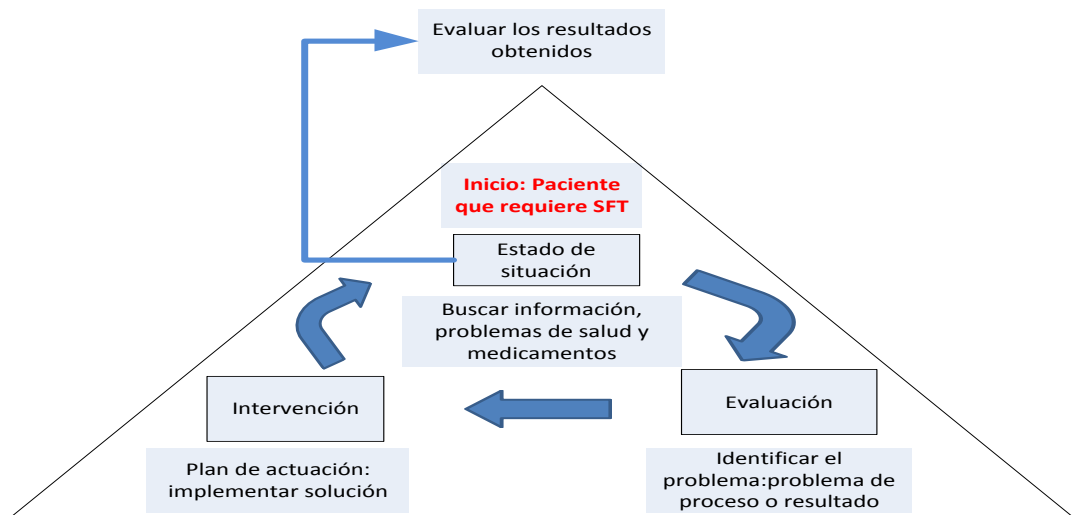 Evaluar los resultados
obtenidos
Inicio: Paciente
que requiere SFT
Estado de
situación
Buscar información,
problemas de salud y
medicamentos
Intervención
Evaluación
Plan de actuación:
implementar solución
Identificar el
problema:problema de
proceso o resultado